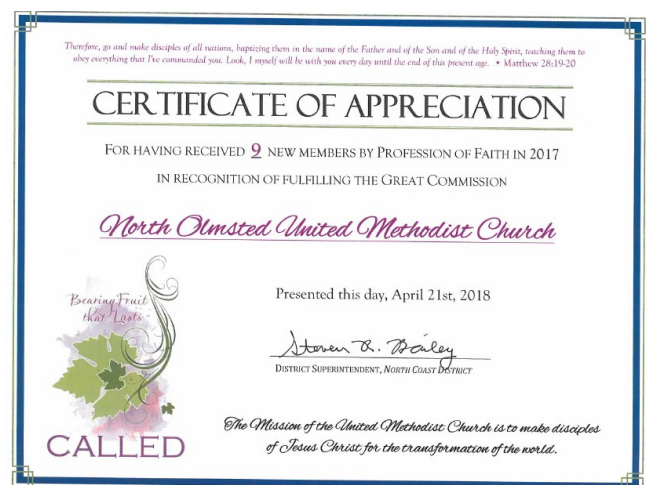 Therefore, go and make disciples of all nations, baptizing them in the name of the Father and of the Son and of the Holy Spirit, teaching them to
obey everything that I've commanded you. Look, I myself will be with you every day until the end of this present age. • Matthew 28:19-20
CERTIFICATE OF APPRECIATION
FOR HAVING RECEIVED 9 NEW MEMBERS BY PROFESSION OF FAITH IN 2017
IN RECOGNITION OF FULFILLING THE GREAT COMMISSION
North Olmsted United Methodist Church
Bearing Fruit
that Lasts
CALLED
Presented this day, April 21st, 2018
Steven R. Bailey
DISTRICT SUPERINTENDENT, NORTH COAST DISTRICT
The Mission of the United Methodist Church is to make disciples
of Jesus Christ for the transformation of the world.